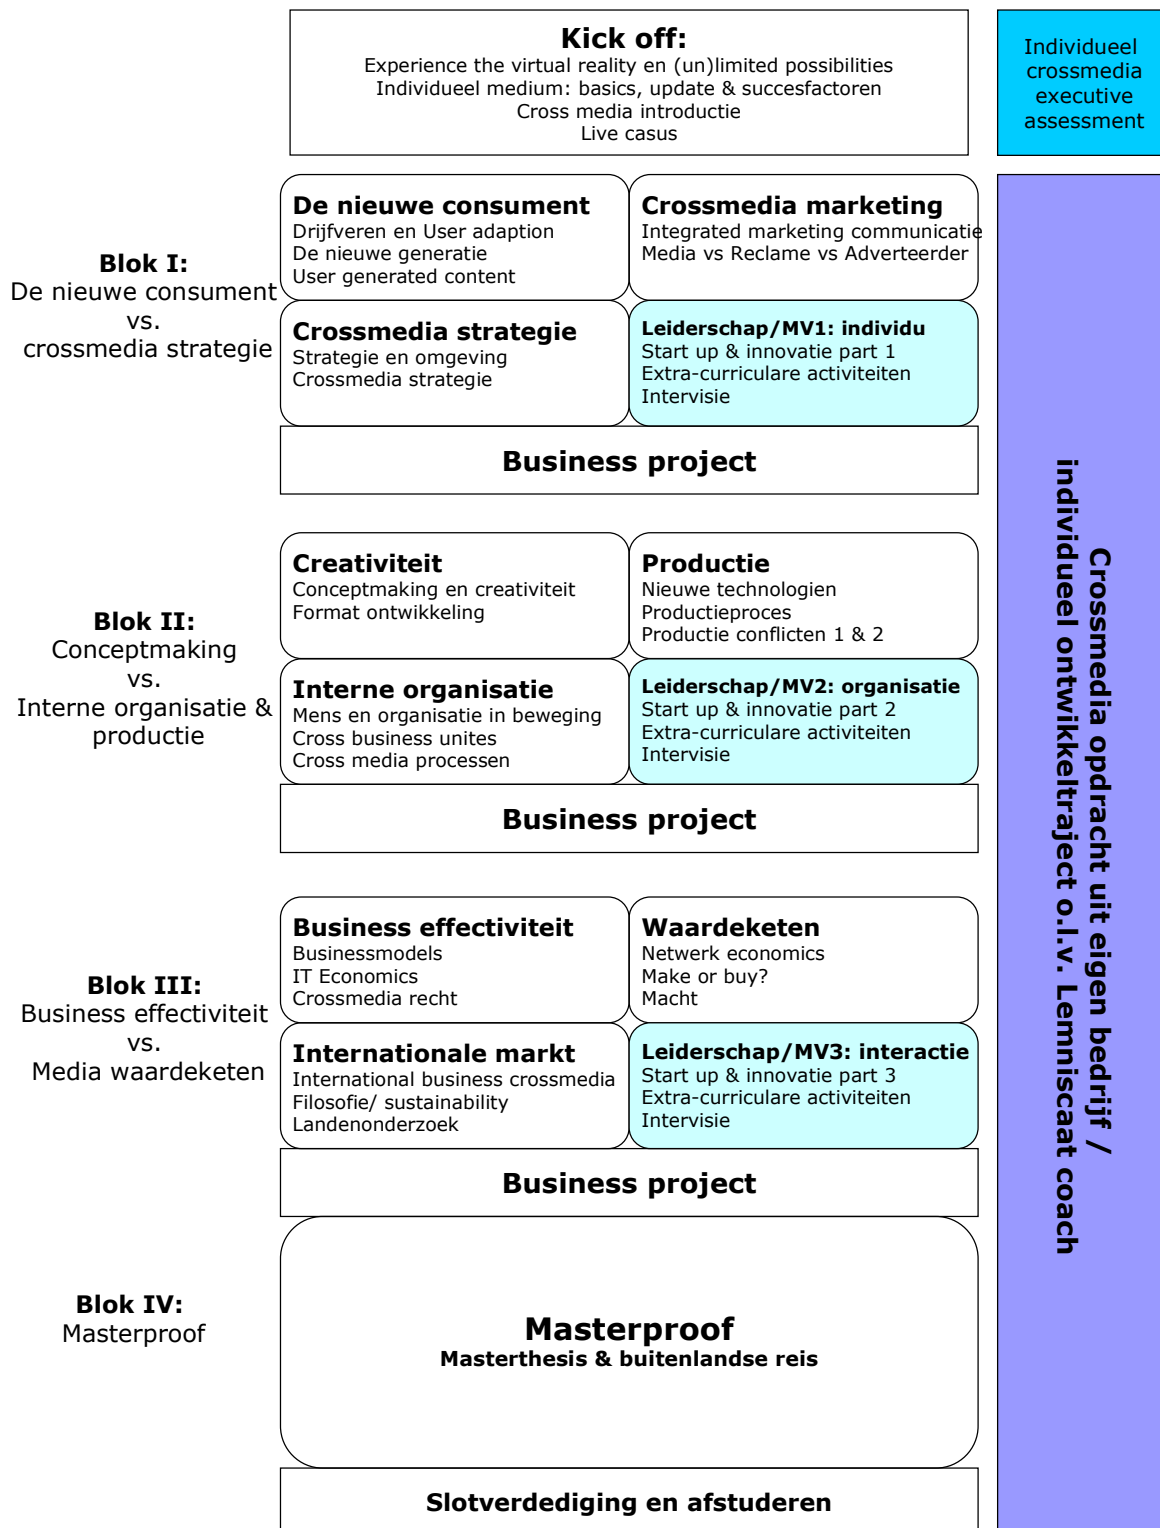 Kick off:
Experience the virtual reality en (un)limited possibilities
Individueel medium: basics, update & succesfactoren
Cross media introductie
Live casus
Individueel
crossmedia
executive
assessment
Blok I:
De nieuwe consument
vs.
crossmedia strategie
De nieuwe consument
Drijfveren en User adaption
De nieuwe generatie
User generated content
Crossmedia marketing
Integrated marketing communicatie
Media vs Reclame vs Adverteerder
Crossmedia strategie
Strategie en omgeving
Crossmedia strategie
Leiderschap/MV1: individu
Start up & innovatie part 1
Extra-curriculare activiteiten
Intervisie
Business project
Blok II:
Conceptmaking
vs.
Interne organisatie &
productie
Creativiteit
Conceptmaking en creativiteit
Format ontwikkeling
Productie
Nieuwe technologien
Productieproces
Productie conflicten 1 & 2
Interne organisatie
Mens en organisatie in beweging
Cross business unites
Cross media processen
Leiderschap/MV2: organisatie
Start up & innovatie part 2
Extra-curriculare activiteiten
Intervisie
Business project
Blok III:
Business effectiviteit
vs.
Media waardeketen
Business effectiviteit
Businessmodels
IT Economics
Crossmedia recht
Waardeketen
Netwerk economics
Make or buy?
Macht
Internationale markt
International business crossmedia
Filosofie/ sustainability
Landenonderzoek
Leiderschap/MV3: interactie
Start up & innovatie part 3
Extra-curriculare activiteiten
Intervisie
Business project
Blok IV:
Masterproof
Masterproof
Masterthesis & buitenlandse reis
Slotverdediging en afstuderen
Crossmedia opdracht uit eigen bedrijf /
individueel ontwikkeltraject o.l.v. Lemniscaat coach